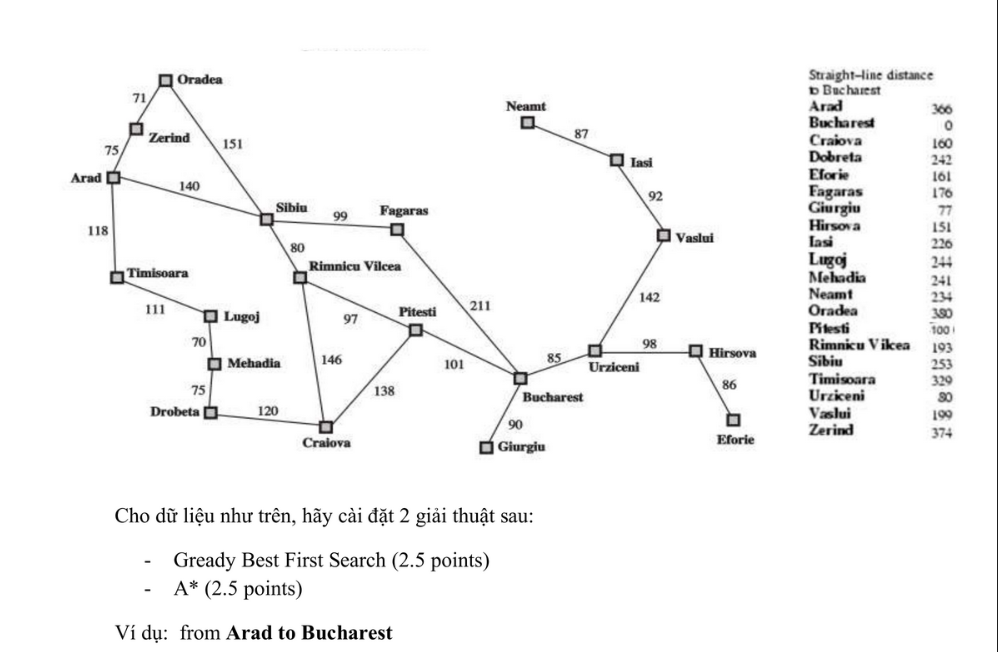 Oradea
71
Neamt
Zerind
87
151
75
Iasi
Arad
140
92
Sibiu
99
Fagaras
118
Vaslui
80
Timisoara
Rimnicu Vilcea
142
111
Lugoj
97
Pitesti
211
70
98
Hirsova
Mehadia
146
101
85
Urziceni
75
138
86
Bucharest
Drobeta
120
90
Craiova
Giurgiu
Eforie
Straight-line distance
to Bucharest
Arad 366
Bucharest 0
Craiova 160
Dobreta 242
Eforie 161
Fagaras 176
Giurgiu 77
Hirsova 151
Iasi 226
Lugoj 244
Mehadia 241
Neamt 234
Oradea 380
Pitesti 100
Rimnicu Vilcea 193
Sibiu 253
Timisoara 329
Urziceni 80
Vaslui 199
Zerind 374
Cho dữ liệu như trên, hãy cài đặt 2 giải thuật sau:
- Gready Best First Search (2.5 points)
- A* (2.5 points)
Ví dụ: from Arad to Bucharest